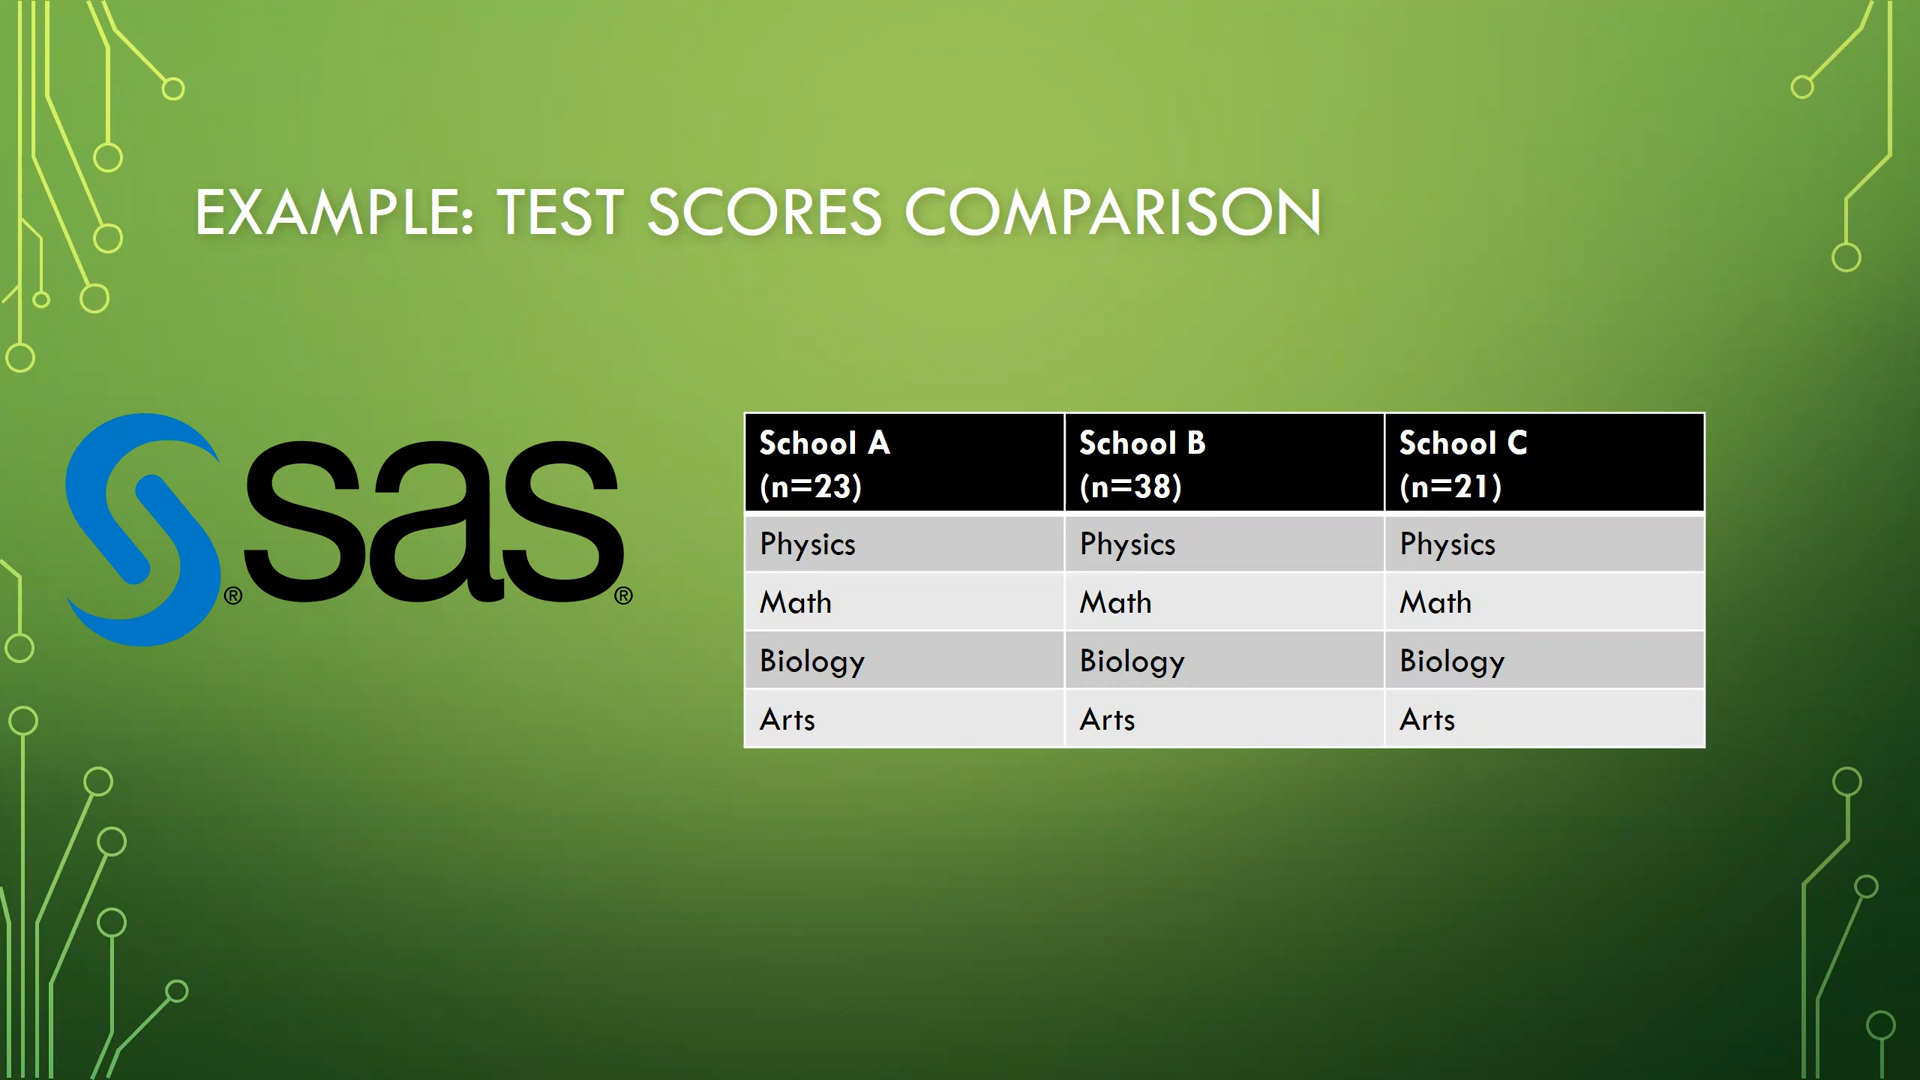 EXAMPLE: TEST SCORES COMPARISON
sas
School A School B School C
(n=23) (n=38) (n=21)
Physics Physics Physics
Math Math Math
Biology Biology Biology
Arts Arts Arts